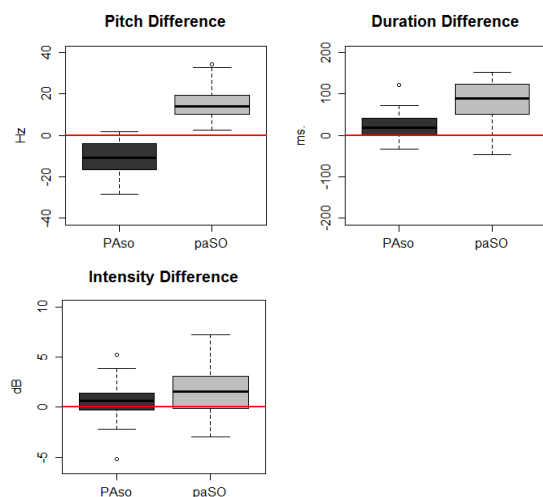 Pitch Difference
Hz
40
20
0
-20
-40
PAso paSO
Duration Difference
ms.
200
100
0
-100
-200
PAso paSO
Intensity Difference
dB
10
5
0
-5
PAso paSO